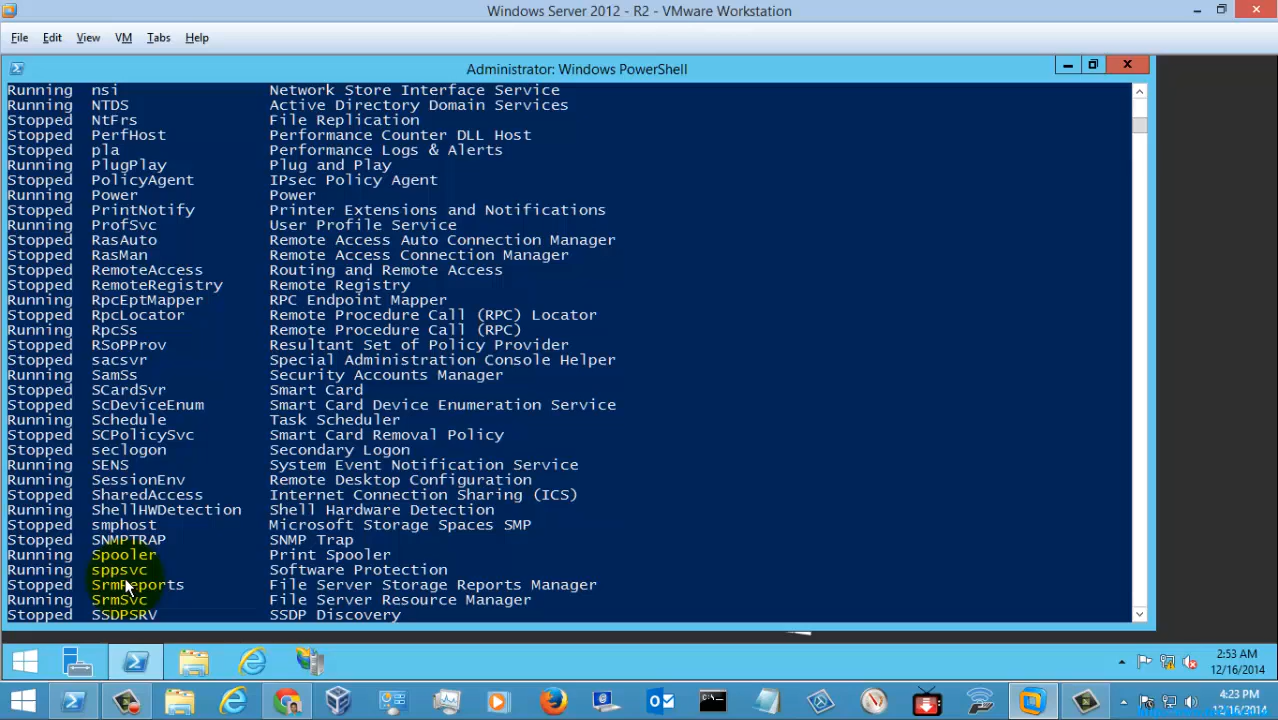 Windows Server 2012 - R2 - VMware Workstation
File Edit View VM Tabs Help
Administrator: Windows PowerShell
Running nsi Network Store Interface Service
Running NTDS Active Directory Domain Services
Stopped NtFrs File Replication
Stopped PerfHost Performance Counter DLL Host
Stopped pla Performance Logs & Alerts
Running PlugPlay Plug and Play
Stopped PolicyAgent IPsec Policy Agent
Running Power Power
Stopped PrintNotify Printer Extensions and Notifications
Running ProfSvc User Profile Service
Stopped RasAuto Remote Access Auto Connection Manager
Stopped RasMan Remote Access Connection Manager
Stopped RemoteAccess Routing and Remote Access
Stopped RemoteRegistry Remote Registry
Running RpcEptMapper RPC Endpoint Mapper
Stopped RpcLocator Remote Procedure Call (RPC) Locator
Running RpcSs Remote Procedure Call (RPC)
Stopped RSoPProv Resultant Set of Policy Provider
Stopped sacsvr Special Administration Console Helper
Running SamSs Security Accounts Manager
Stopped SCardSvr Smart Card
Stopped ScDeviceEnum Smart Card Device Enumeration Service
Running Schedule Task Scheduler
Stopped SCPolicySvc Smart Card Removal Policy
Stopped seclogon Secondary Logon
Running SENS System Event Notification Service
Running SessionEnv Remote Desktop Configuration
Stopped SharedAccess Internet Connection Sharing (ICS)
Running ShellHWDetection Shell Hardware Detection
Stopped smphost Microsoft Storage Spaces SMP
Stopped SNMPTRAP SNMP Trap
Running Spooler Print Spooler
Running sppsvc Software Protection
Stopped SrmReports File Server Storage Reports Manager
Running SrmSvc File Server Resource Manager
Stopped SSDPSRV SSDP Discovery
2:53 AM
12/16/2014
4:23 PM
12/16/2014